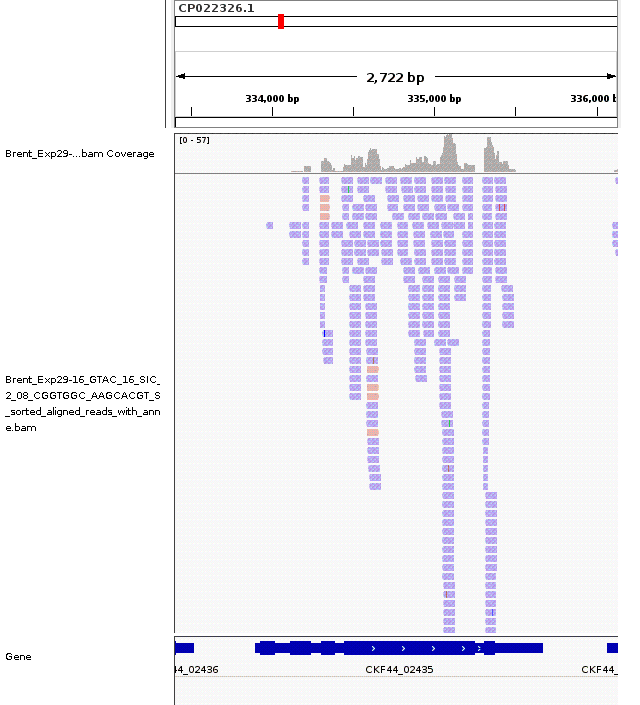 CP022326.1
2,722 bp
334,000 bp 335,000 bp 336,000 b
[0 - 57]
Brent_Exp29-...bam Coverage
Brent_Exp29-16_GTAC_16_SIC_
2_08_CGGTGGC_AAGCACGT_S
_sorted_aligned_reads_with_ann
e.bam
Gene
44_02436 CKF44_02435 CKF44_